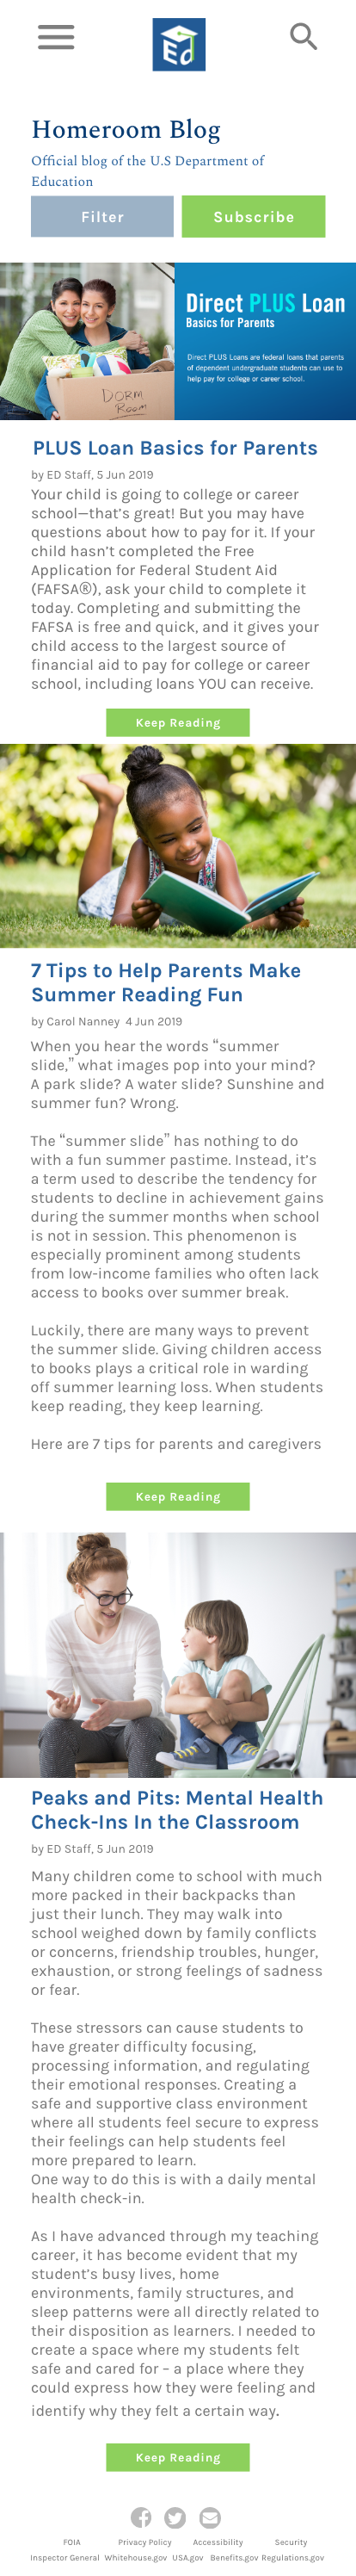 Ed
Homeroom Blog
Official blog of the U.S Department of
Education
Filter
Subscribe
DORM
ROOM
Direct PLUS Loan
Basics for Parents
Direct PLUS Loans are federal loans that parents
of dependent undergraduate students can use to
help pay for college or career school.
PLUS Loan Basics for Parents
by ED Staff, 5 Jun 2019
Your child is going to college or career
school—that’s great! But you may have
questions about how to pay for it. If your
child hasn’t completed the Free
Application for Federal Student Aid
(FAFSA®), ask your child to complete it
today. Completing and submitting the
FAFSA is free and quick, and it gives your
child access to the largest source of
financial aid to pay for college or career
school, including loans YOU can receive.
Keep Reading
7 Tips to Help Parents Make
Summer Reading Fun
by Carol Nanney 4 Jun 2019
When you hear the words “summer
slide,” what images pop into your mind?
A park slide? A water slide? Sunshine and
summer fun? Wrong.
The “summer slide” has nothing to do
with a fun summer pastime. Instead, it’s
a term used to describe the tendency for
students to decline in achievement gains
during the summer months when school
is not in session. This phenomenon is
especially prominent among students
from low-income families who often lack
access to books over summer break.
Luckily, there are many ways to prevent
the summer slide. Giving children access
to books plays a critical role in warding
off summer learning loss. When students
keep reading, they keep learning.
Here are 7 tips for parents and caregivers
Keep Reading
Peaks and Pits: Mental Health
Check-Ins In the Classroom
by ED Staff, 5 Jun 2019
Many children come to school with much
more packed in their backpacks than
just their lunch. They may walk into
school weighed down by family conflicts
or concerns, friendship troubles, hunger,
exhaustion, or strong feelings of sadness
or fear.
These stressors can cause students to
have greater difficulty focusing,
processing information, and regulating
their emotional responses. Creating a
safe and supportive class environment
where all students feel secure to express
their feelings can help students feel
more prepared to learn.
One way to do this is with a daily mental
health check-in.
As I have advanced through my teaching
career, it has become evident that my
student’s busy lives, home
environments, family structures, and
sleep patterns were all directly related to
their disposition as learners. I needed to
create a space where my students felt
safe and cared for – a place where they
could express how they were feeling and
identify why they felt a certain way.
Keep Reading
FOIA Privacy Policy Accessibility Security
Inspector General Whitehouse.gov USA.gov Benefits.gov Regulations.gov